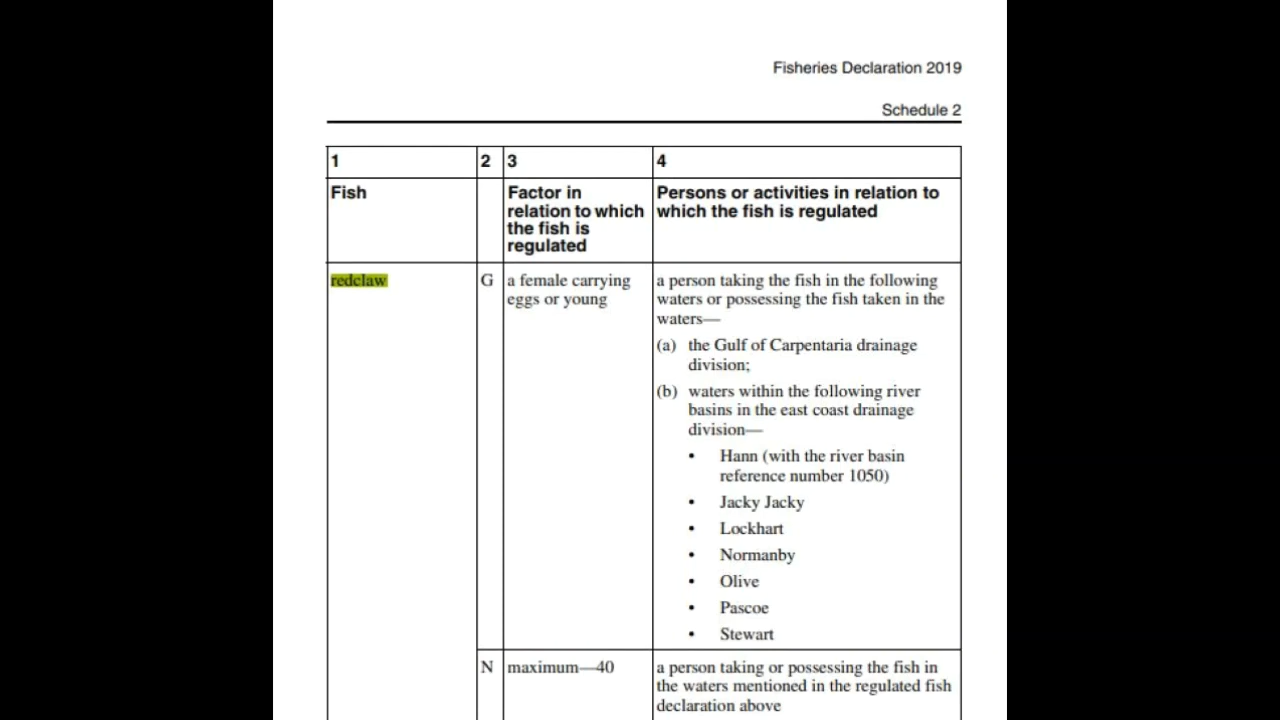 Fisheries Declaration 2019
Schedule 2
1 2 3 4
Fish Factor in Persons or activities in relation to
relation to which which the fish is regulated
the fish is
regulated
redclaw G a female carrying a person taking the fish in the following
eggs or young waters or possessing the fish taken in the
waters—
(a) the Gulf of Carpentaria drainage
division;
(b) waters within the following river
basins in the east coast drainage
division—
• Hann (with the river basin
reference number 1050)
• Jacky Jacky
• Lockhart
• Normanby
• Olive
• Pascoe
• Stewart
N maximum—40 a person taking or possessing the fish in
the waters mentioned in the regulated fish
declaration above